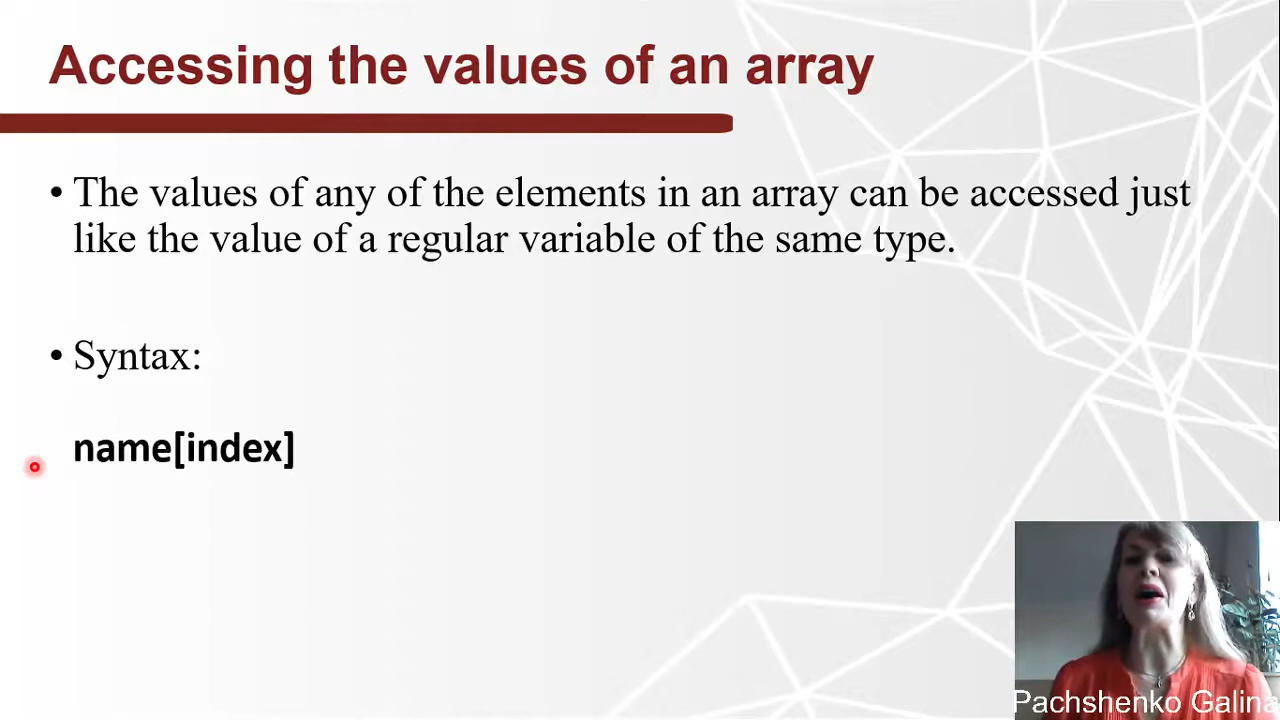 Accessing the values of an array
• The values of any of the elements in an array can be accessed just
like the value of a regular variable of the same type.
• Syntax:
name[index]
Pachshenko Galina